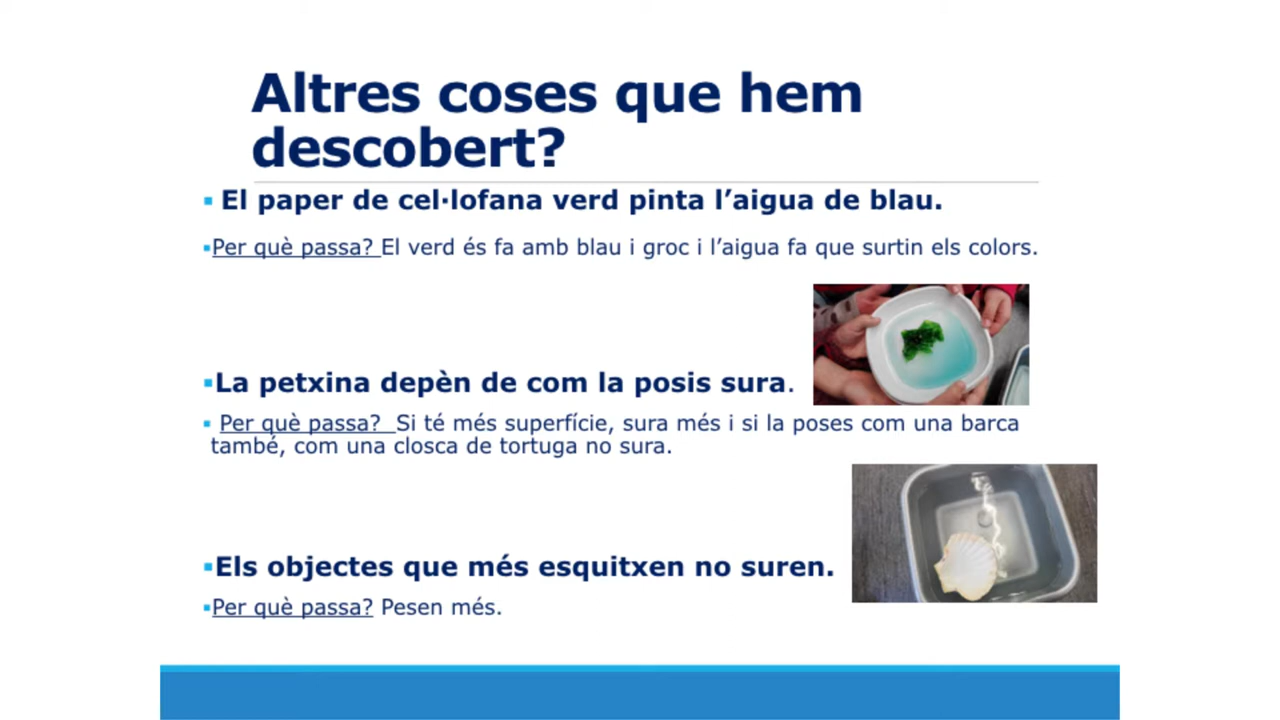 Altres coses que hem
descobert?
▪ El paper de cel·lofana verd pinta l’aigua de blau.
▪Per què passa? El verd és fa amb blau i groc i l’aigua fa que surtin els colors.
▪La petxina depèn de com la posis sura.
▪ Per què passa? Si té més superfície, sura més i si la poses com una barca
també, com una closca de tortuga no sura.
▪Els objectes que més esquitxen no suren.
▪Per què passa? Pesen més.